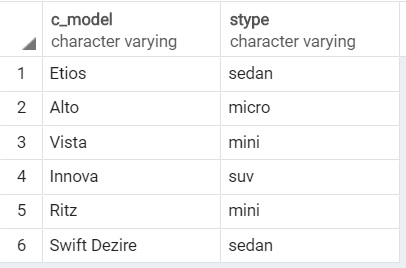 c_model stype
character varying character varying
1 Etios sedan
2 Alto micro
3 Vista mini
4 Innova suv
5 Ritz mini
6 Swift Dezire sedan